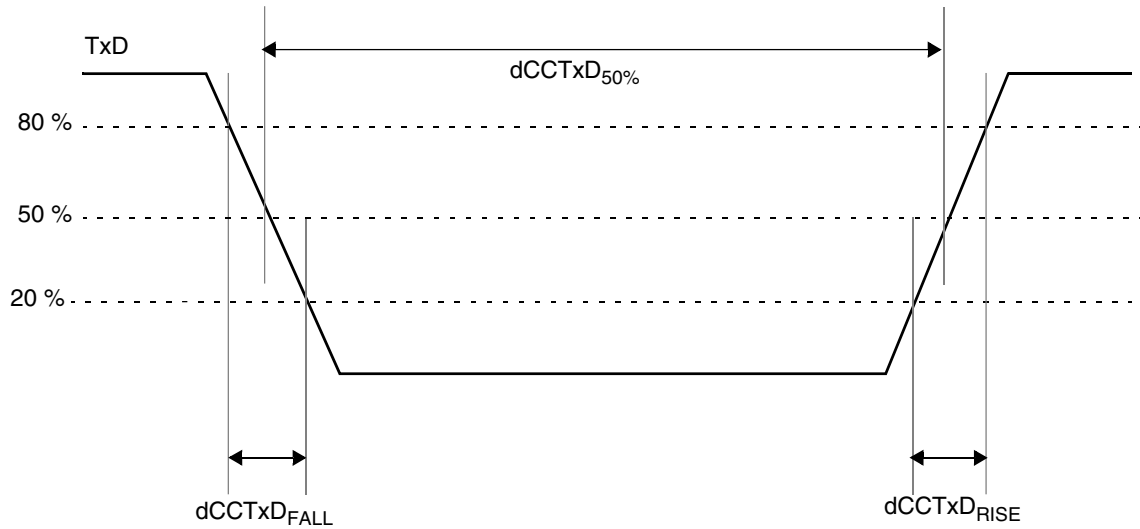 TxD
dCCTxD50%
80 %
50 %
20 %
dCCTxDFALL
dCCTxDRISE